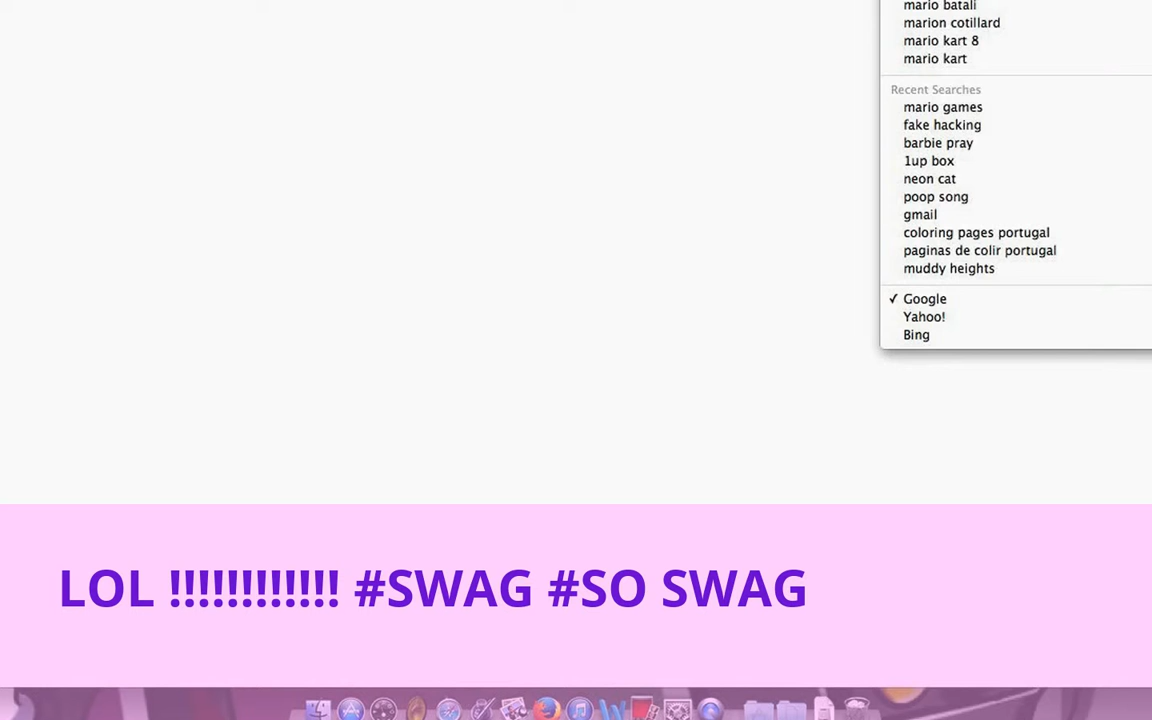 mario batali
marion cotillard
mario kart 8
mario kart
Recent Searches
mario games
fake hacking
barbie pray
1up box
neon cat
poop song
gmail
coloring pages portugal
paginas de colir portugal
muddy heights
✓ Google
Yahoo!
Bing
LOL !!!!!!!!!!!! #SWAG #SO SWAG